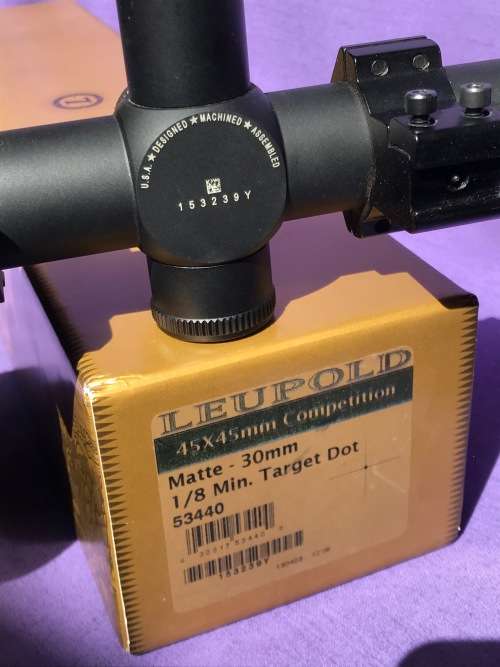 U.S.A. ★ DESIGNED ★ MACHINED ★ ASSEMBLED
153239Y
LEUPOLD
45X45mm Competition
Matte - 30mm
1/8 Min. Target Dot
53440
153239Y